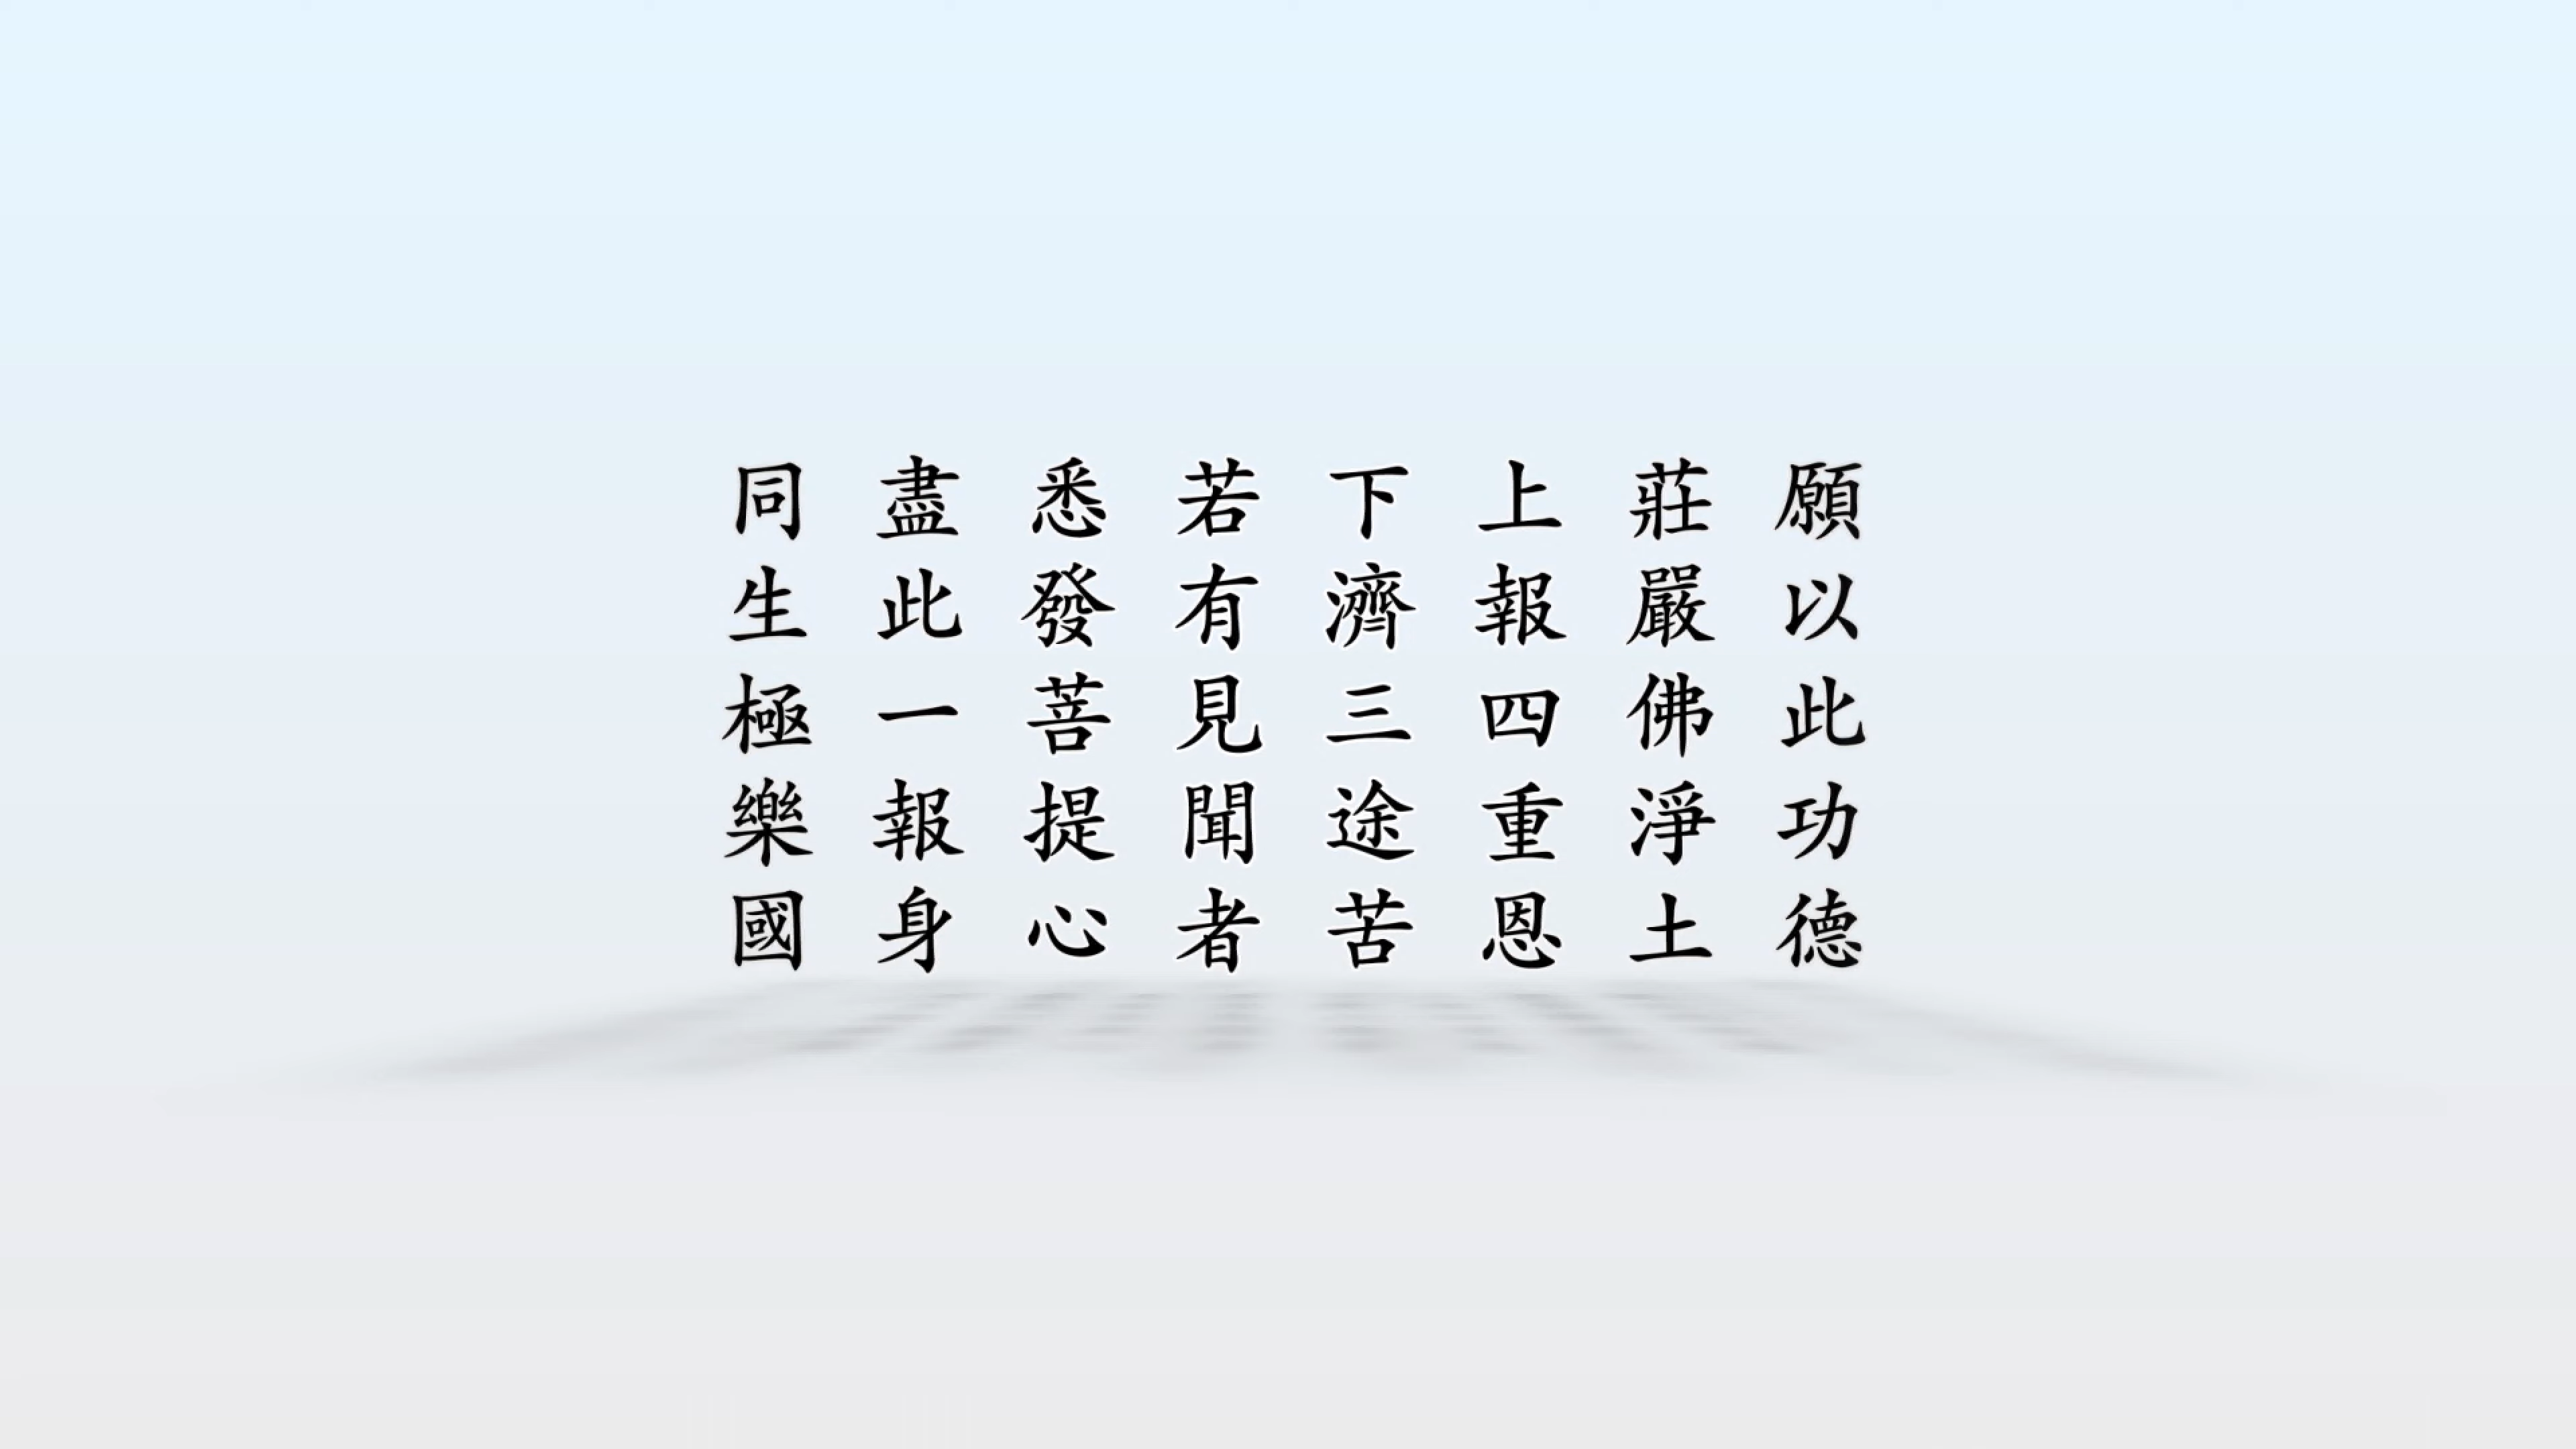 願以此功德
莊嚴佛淨土
上報四重恩
下濟三途苦
若有見聞者
悉發菩提心
盡此一報身
同生極樂國